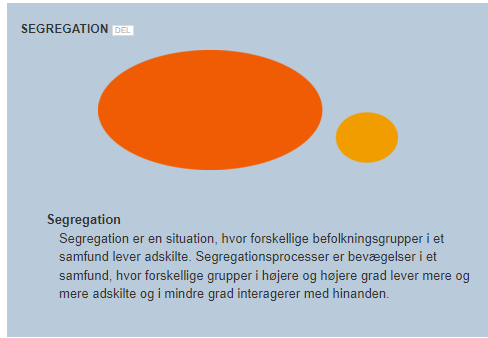 SEGREGATION DEL
Segregation
Segregation er en situation, hvor forskellige befolkningsgrupper i et
samfund lever adskilte. Segregationsprocesser er bevægelser i et
samfund, hvor forskellige grupper i højere og højere grad lever mere og
mere adskilte og i mindre grad interagerer med hinanden.